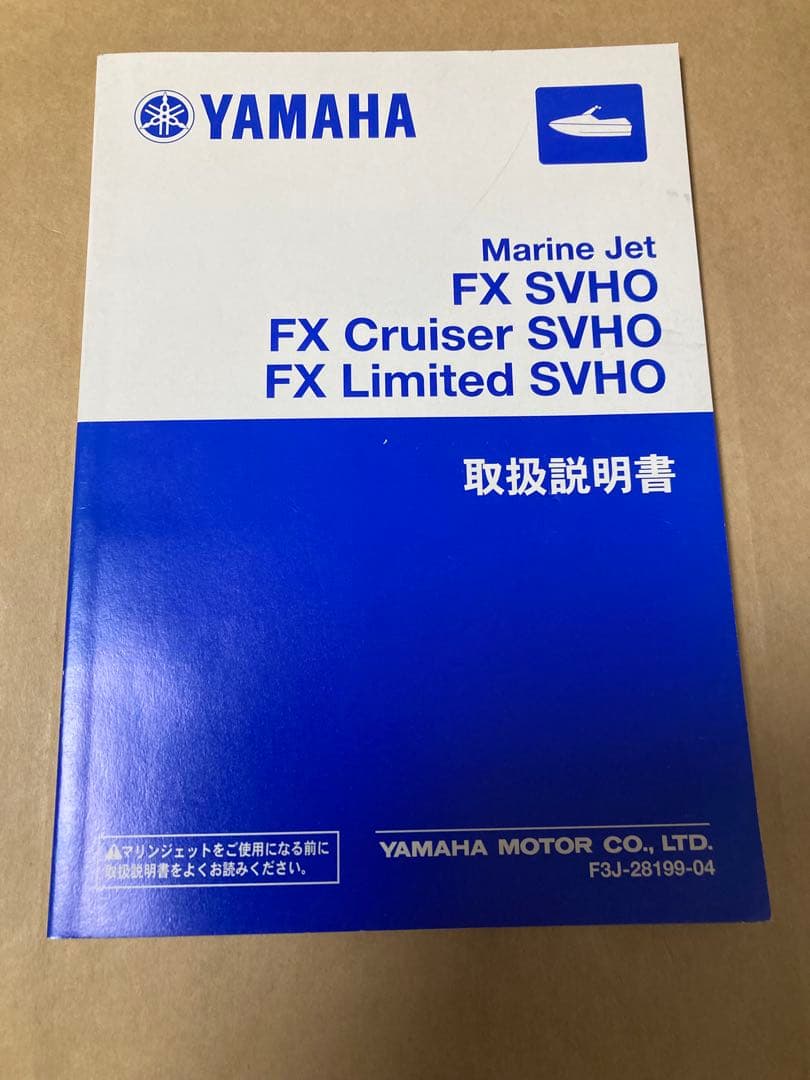 YAMAHA
Marine Jet
FX SVHO
FX Cruiser SVHO
FX Limited SVHO
取扱説明書
⚠マリンジェットをご使用になる前に
取扱説明書をよくお読みください。
YAMAHA MOTOR CO., LTD.
F3J-28199-04